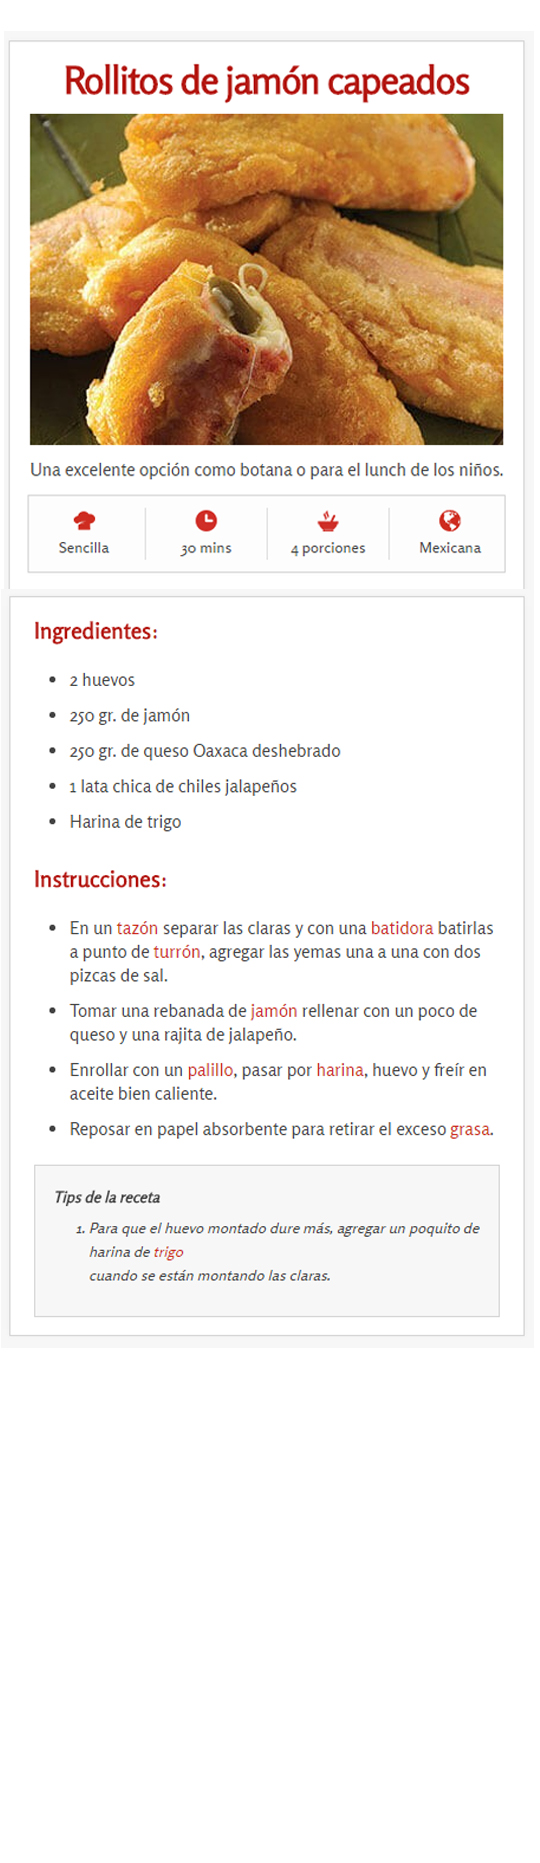 Rollitos de jamón capeados
Una excelente opción como botana o para el lunch de los niños.
Sencilla
30 mins
4 porciones
Mexicana
Ingredientes:
• 2 huevos
• 250 gr. de jamón
• 250 gr. de queso Oaxaca deshebrado
• 1 lata chica de chiles jalapeños
• Harina de trigo
Instrucciones:
• En un tazón separar las claras y con una batidora batirlas
a punto de turrón, agregar las yemas una a una con dos
pizcas de sal.
• Tomar una rebanada de jamón rellenar con un poco de
queso y una rajita de jalapeño.
• Enrollar con un palillo, pasar por harina, huevo y freír en
aceite bien caliente.
• Reposar en papel absorbente para retirar el exceso grasa.
Tips de la receta
1. Para que el huevo montado dure más, agregar un poquito de
harina de trigo
cuando se están montando las claras.